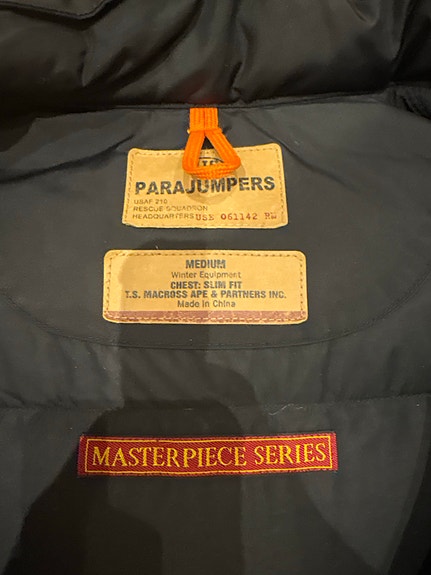 PARAJUMPERS
USAF 210
RESCUE SQUADRON
HEADQUARTERS USE 061142 RW
MEDIUM
Winter Equipment
CHEST: SLIM FIT
T.S. MACROSS APE & PARTNERS INC.
Made in China
MASTERPIECE SERIES